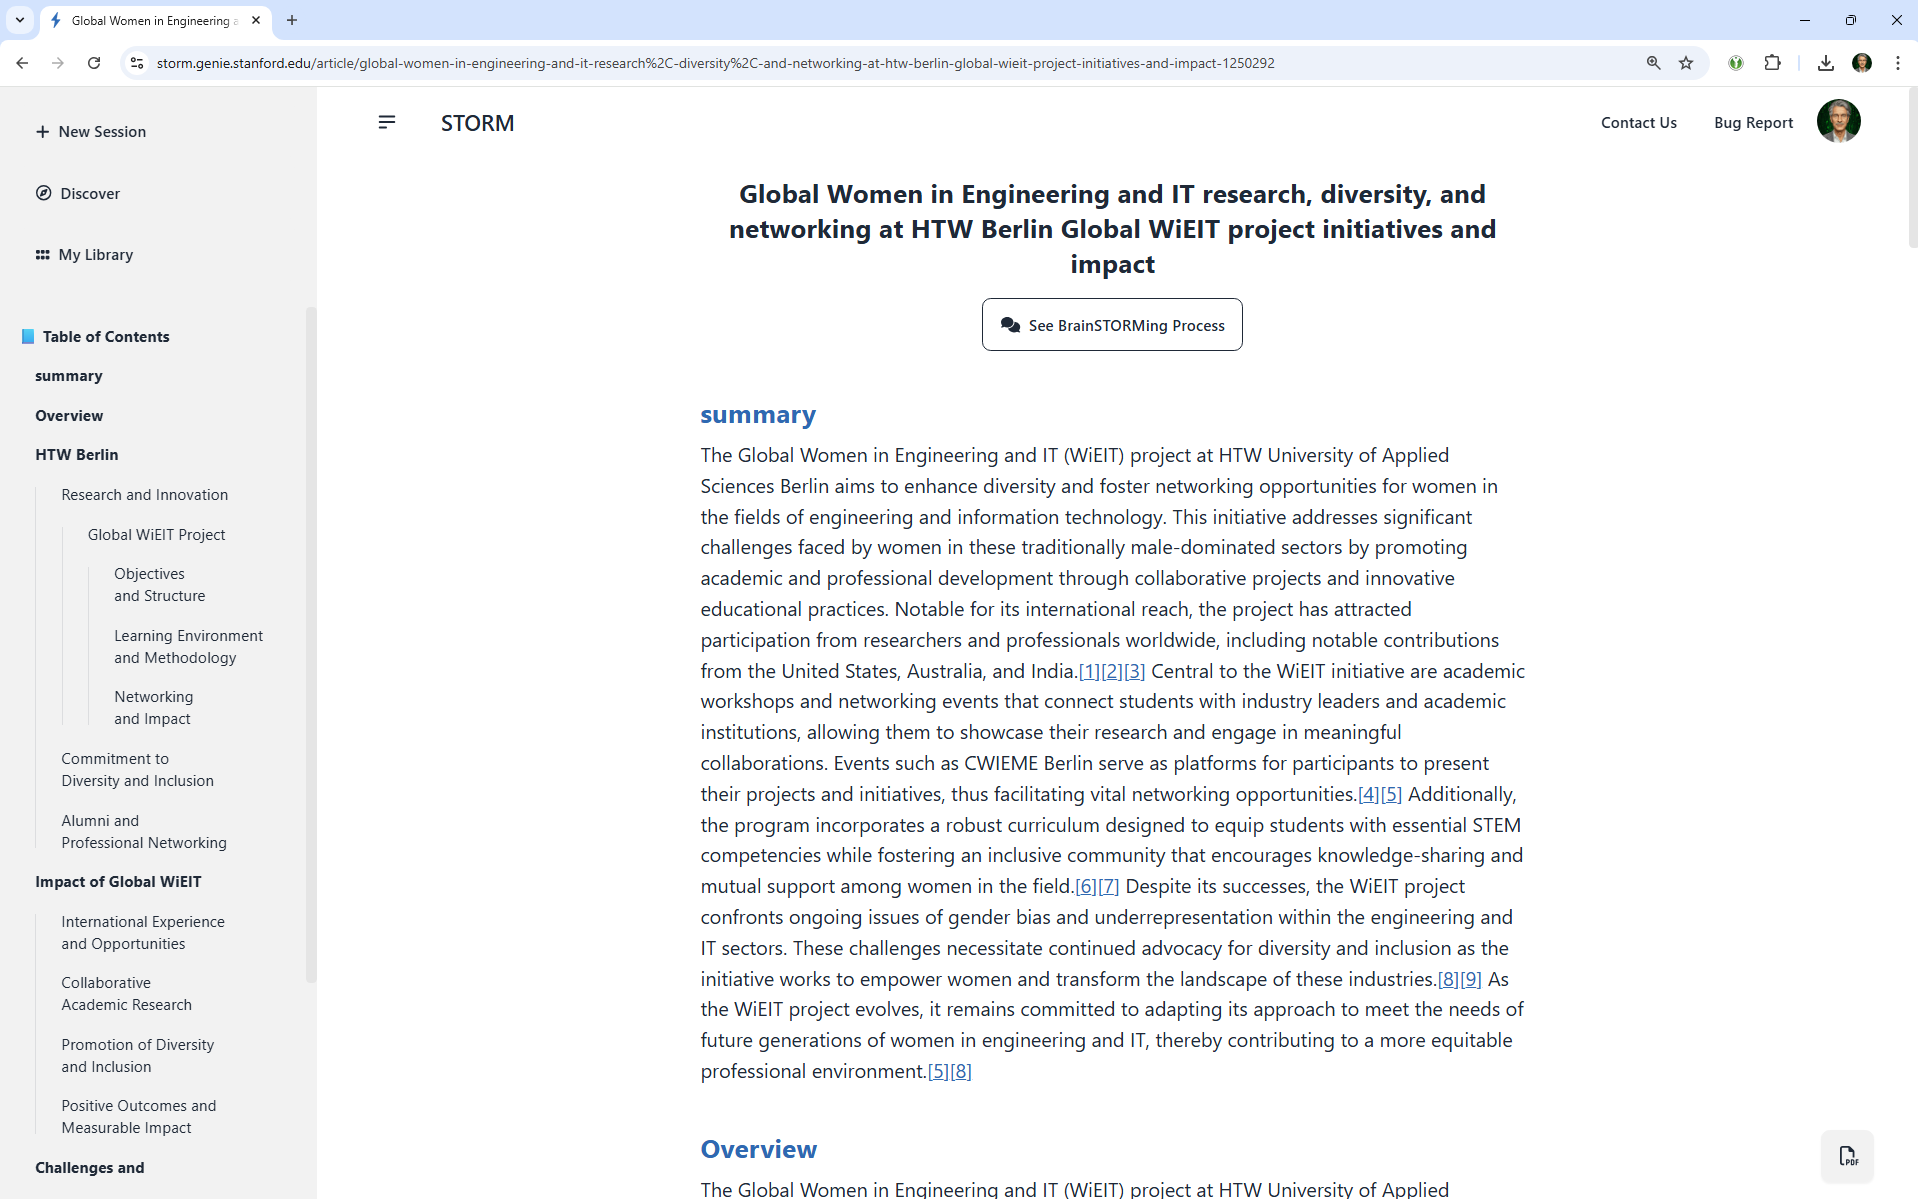 Global Women in Engineering a
storm.genie.stanford.edu/article/global-women-in-engineering-and-it-research%2C-diversity%2C-and-networking-at-htw-berlin-global-wieit-project-initiatives-and-impact-1250292
New Session
Discover
My Library
Table of Contents
summary
Overview
HTW Berlin
Research and Innovation
Global WiEIT Project
Objectives
and Structure
Learning Environment
and Methodology
Networking
and Impact
Commitment to
Diversity and Inclusion
Alumni and
Professional Networking
Impact of Global WiEIT
International Experience
and Opportunities
Collaborative
Academic Research
Promotion of Diversity
and Inclusion
Positive Outcomes and
Measurable Impact
Challenges and
STORM
Contact Us
Bug Report
Global Women in Engineering and IT research, diversity, and
networking at HTW Berlin Global WiEIT project initiatives and
impact
See BrainSTORMing Process
summary
The Global Women in Engineering and IT (WiEIT) project at HTW University of Applied
Sciences Berlin aims to enhance diversity and foster networking opportunities for women in
the fields of engineering and information technology. This initiative addresses significant
challenges faced by women in these traditionally male-dominated sectors by promoting
academic and professional development through collaborative projects and innovative
educational practices. Notable for its international reach, the project has attracted
participation from researchers and professionals worldwide, including notable contributions
from the United States, Australia, and India.[1][2][3] Central to the WiEIT initiative are academic
workshops and networking events that connect students with industry leaders and academic
institutions, allowing them to showcase their research and engage in meaningful
collaborations. Events such as CWIEME Berlin serve as platforms for participants to present
their projects and initiatives, thus facilitating vital networking opportunities.[4][5] Additionally,
the program incorporates a robust curriculum designed to equip students with essential STEM
competencies while fostering an inclusive community that encourages knowledge-sharing and
mutual support among women in the field.[6][7] Despite its successes, the WiEIT project
confronts ongoing issues of gender bias and underrepresentation within the engineering and
IT sectors. These challenges necessitate continued advocacy for diversity and inclusion as the
initiative works to empower women and transform the landscape of these industries.[8][9] As
the WiEIT project evolves, it remains committed to adapting its approach to meet the needs of
future generations of women in engineering and IT, thereby contributing to a more equitable
professional environment.[5][8]
Overview
The Global Women in Engineering and IT (WiEIT) project at HTW University of Applied
PDF